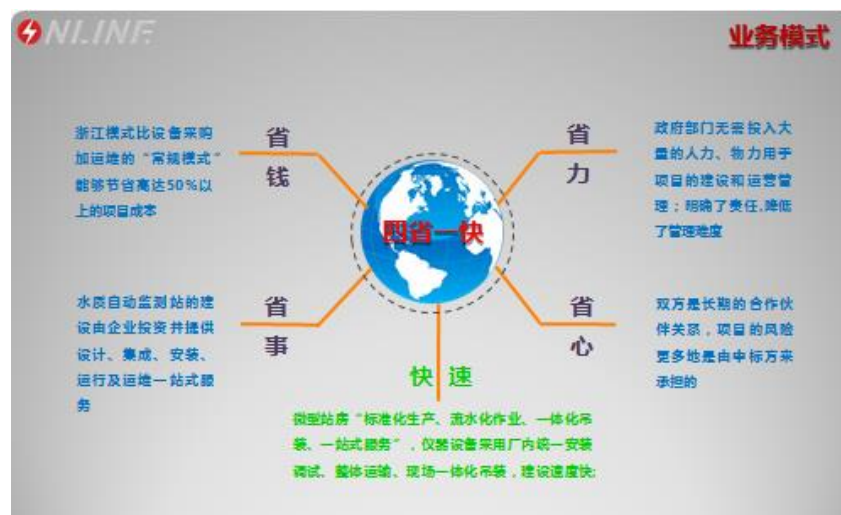 NLINE
业务模式
浙江模式比设备采购
加运维的“常规模式”
能够节省高达50%以
上的项目成本
省
钱
省
力
政府部门无需投入大
量的人力、物力用于
项目的建设和运营管
理；明确了责任,降低
了管理难度
四省一快
水质自动监测站的建
设由企业投资并提供
设计、集成、安装、
运行及运维一站式服
务
省
事
省
心
双方是长期的合作伙
伴关系，项目的风险
更多地是由中标方来
承担的
快 速
微型站房“标准化生产、流水化作业、一体化吊
装、一站式服务”，仪器设备采用厂内统一安装
调试、整体运输、现场一体化吊装，建设速度快;